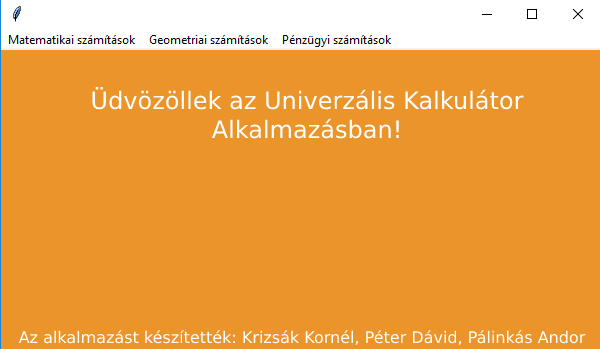 Matematikai számítások Geometriai számítások Pénzügyi számítások
Üdvözöllek az Univerzális Kalkulátor
Alkalmazásban!
Az alkalmazást készítették: Krizsák Kornél, Péter Dávid, Pálinkás Andor